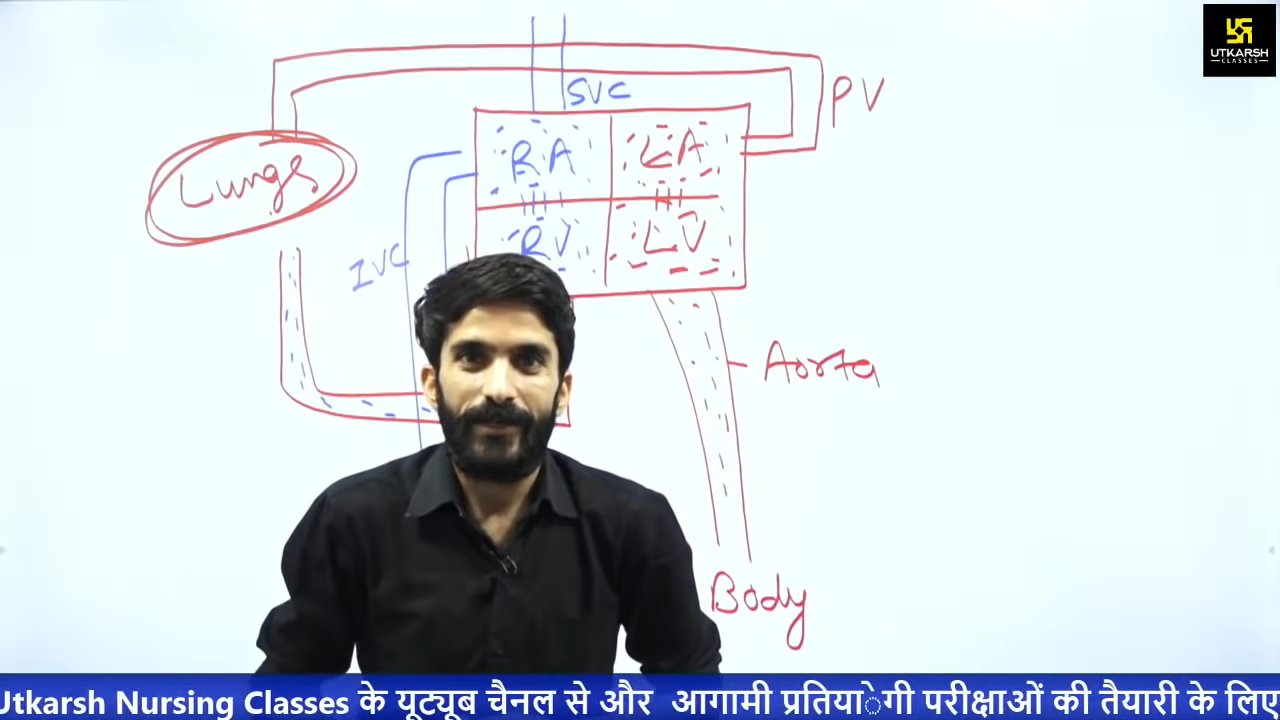 UTKARSH
CLASSES
SVC
PV
Lungs
RA
LA
RV
LV
IVC
Aorta
Body
Utkarsh Nursing Classes के यूट्यूब चैनल से और आगामी प्रतियाेगी परीक्षाओं की तैयारी के लिए